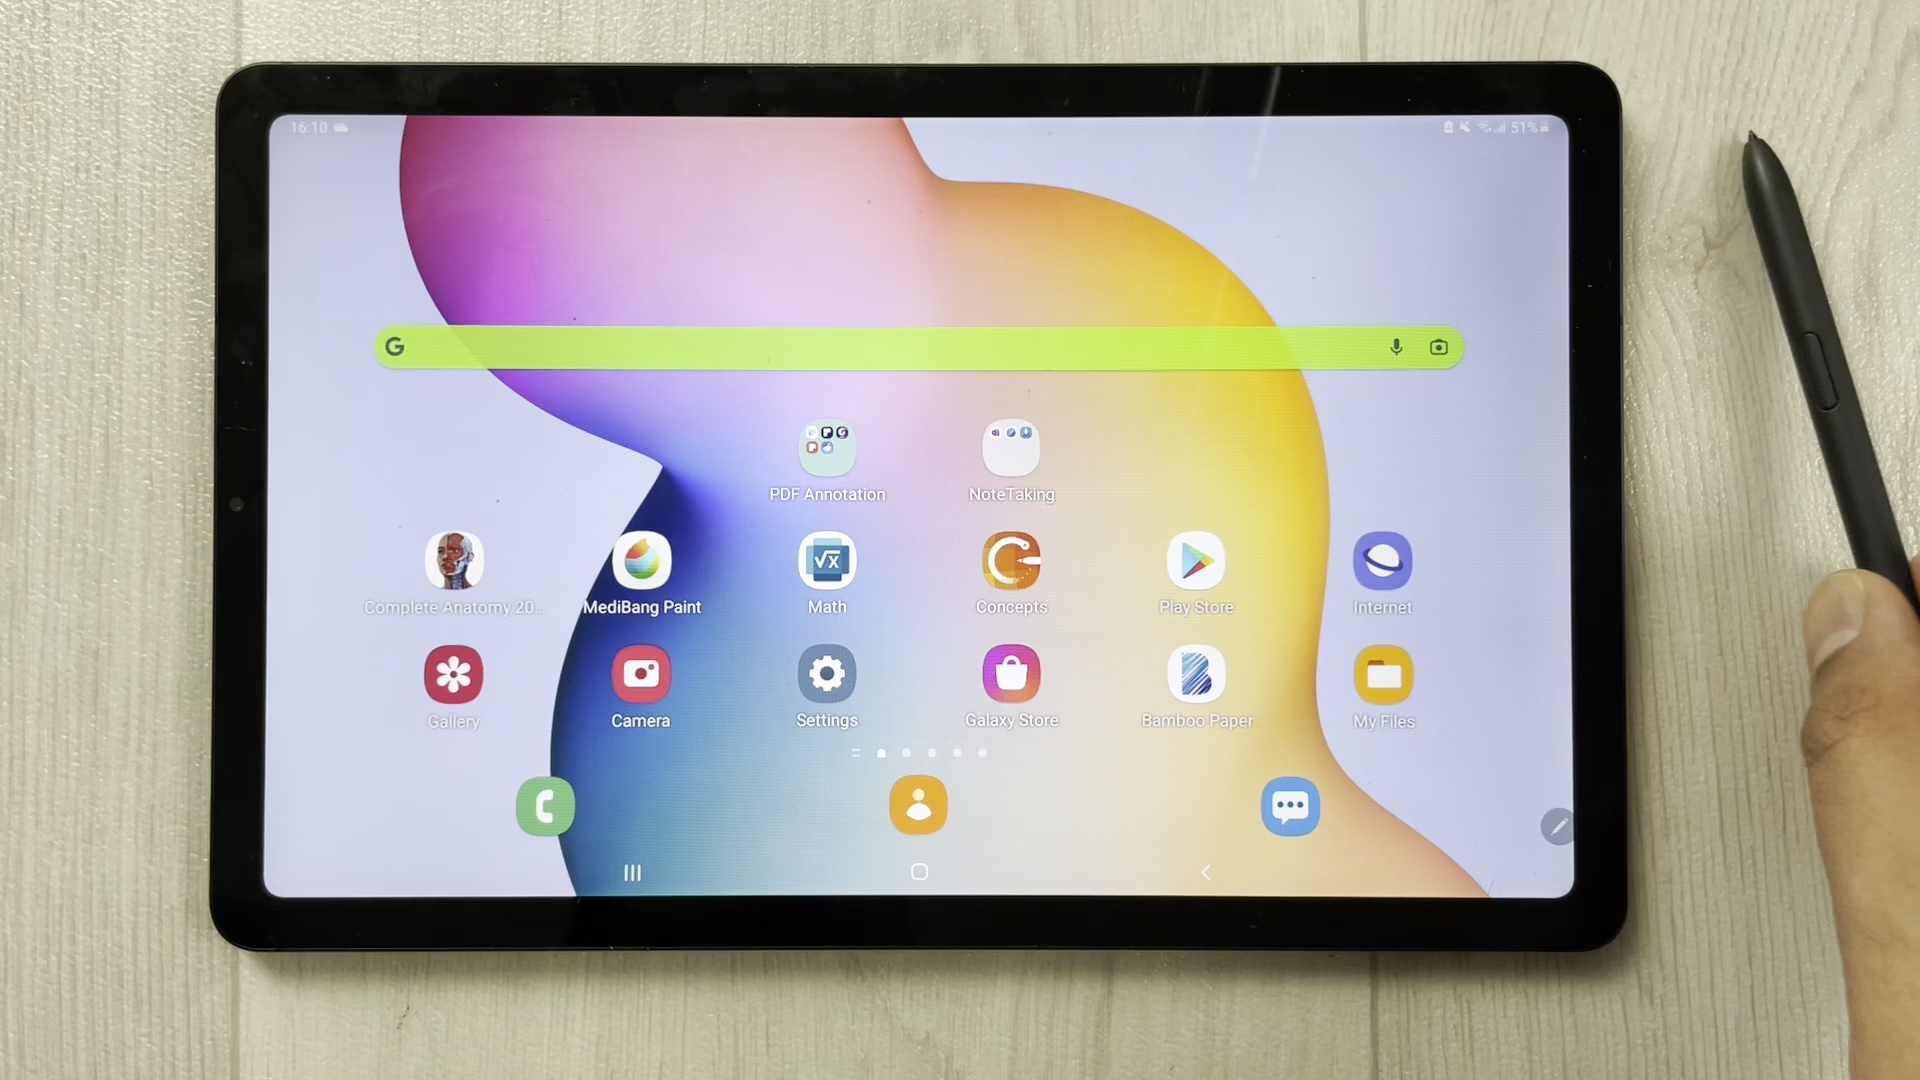 16:10
51%
G
PDF Annotation
NoteTaking
√x
Complete Anatomy 20...
MediBang Paint
Math
Concepts
Play Store
Internet
Gallery
Camera
Settings
Galaxy Store
Bamboo Paper
My Files